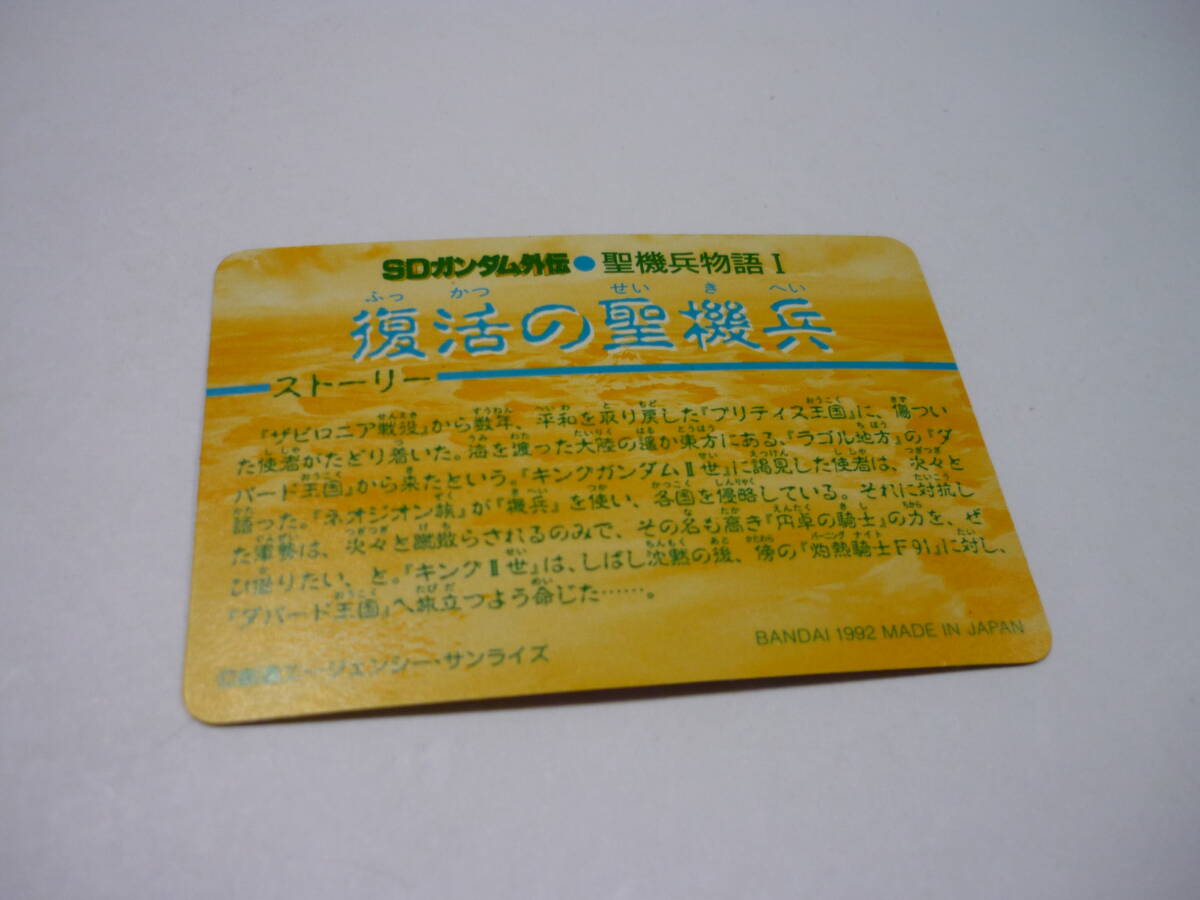 SDガンダム外伝●聖機兵物語Ⅰ
ふっ かつ せい き へい
復活の聖機兵
ストーリー
『ザビロニア戦役』から数年、平和を取り戻した『ブリティス王国』に、傷つい
た使者がたどり着いた。海を渡った大陸の遥か東方にある、『ラゴル地方』の『ダ
バード王国』から来たという。『キングガンダムⅡ世』に謁見した使者は、次々と
語った。『ネオジオン族』が『機兵』を使い、各国を侵略している。それに対抗し
た軍勢は、次々と蹴散らされるのみで、その名も高き『円卓の騎士』の力を、ぜ
ひ借りたい、と。『キングⅡ世』は、しばし沈黙の後、傍の『灼熱騎士F91』に対し、
『ダバード王国』へ旅立つよう命じた……。
BANDAI 1992 MADE IN JAPAN
©創通エージェンシー・サンライズ